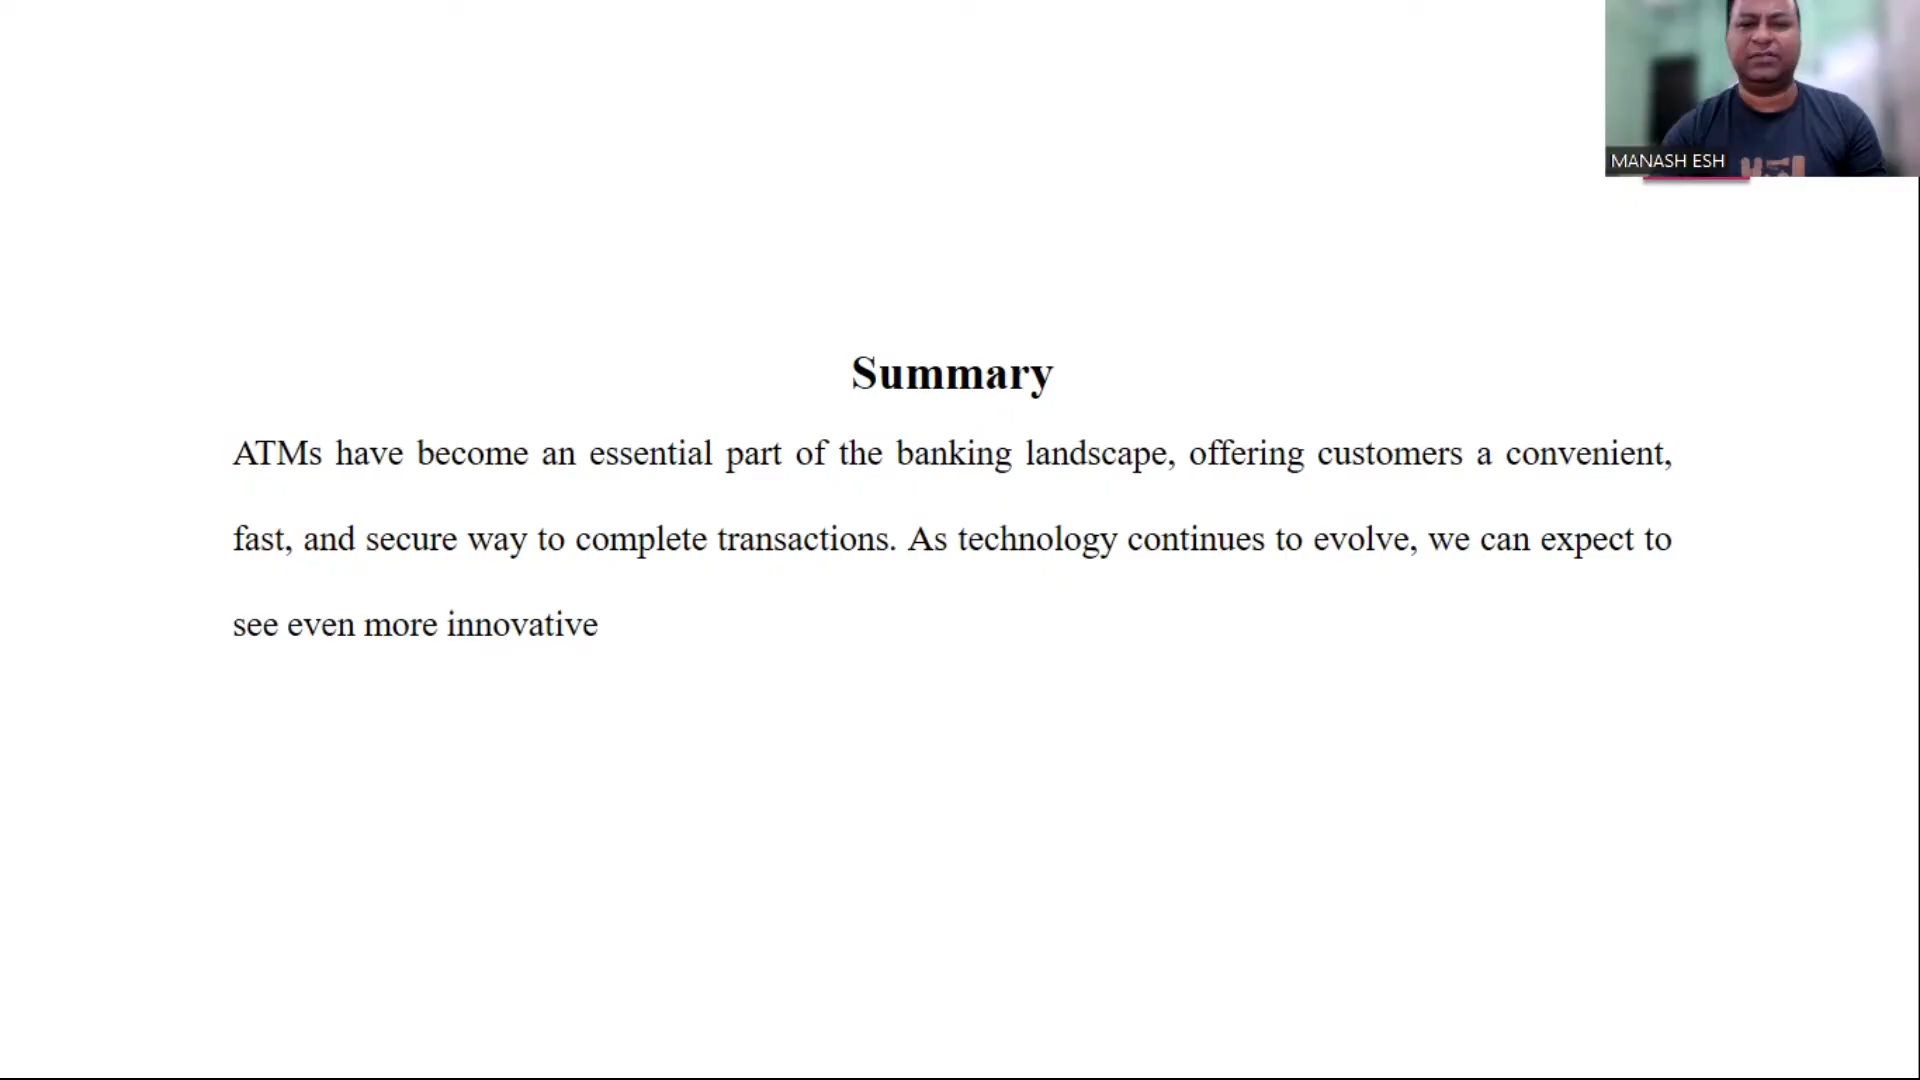 MANASH ESH
Summary
ATMs have become an essential part of the banking landscape, offering customers a convenient,
fast, and secure way to complete transactions. As technology continues to evolve, we can expect to
see even more innovative